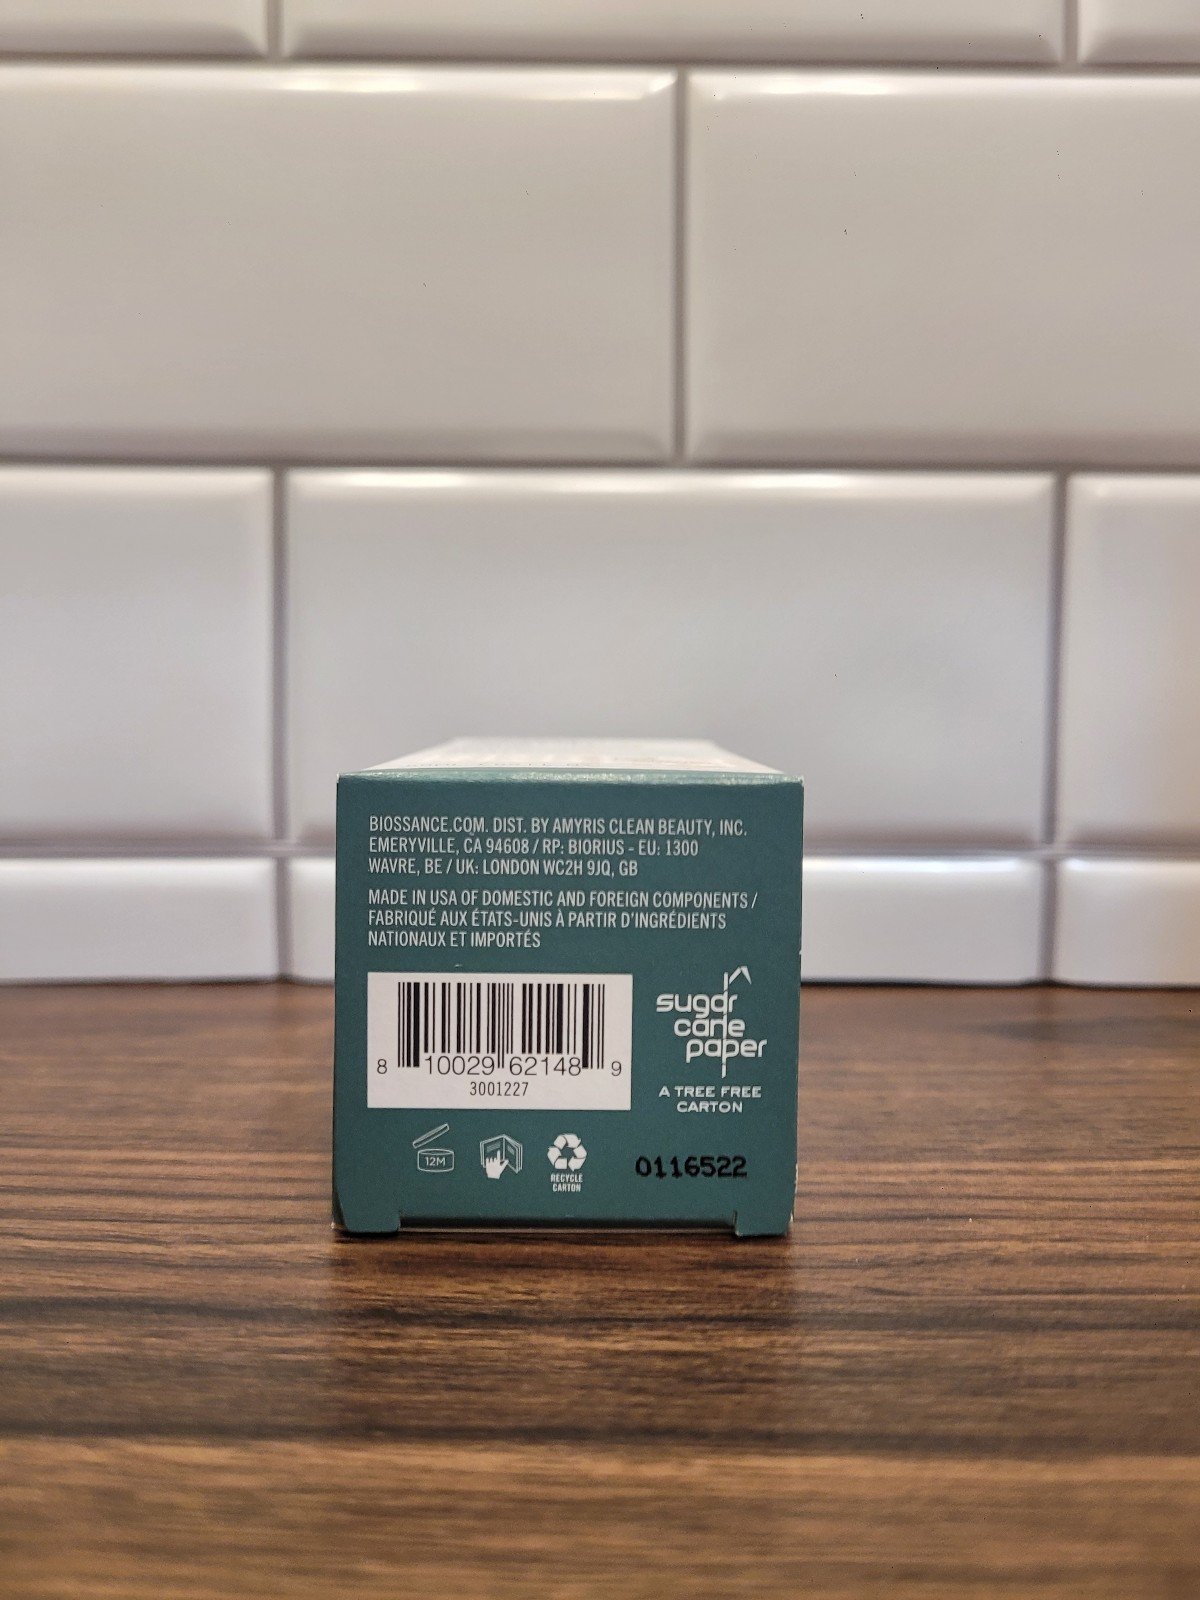 BIOSSANCE.COM. DIST. BY AMYRIS CLEAN BEAUTY, INC.
EMERYVILLE, CA 94608 / RP: BIORIUS - EU: 1300
WAVRE, BE / UK: LONDON WC2H 9JQ, GB
MADE IN USA OF DOMESTIC AND FOREIGN COMPONENTS /
FABRIQUÉ AUX ÉTATS-UNIS À PARTIR D'INGRÉDIENTS
NATIONAUX ET IMPORTÉS
8 10029 62148 9
3001227
sugar
cane
paper
A TREE FREE
CARTON
12M
RECYCLE
CARTON
0116522